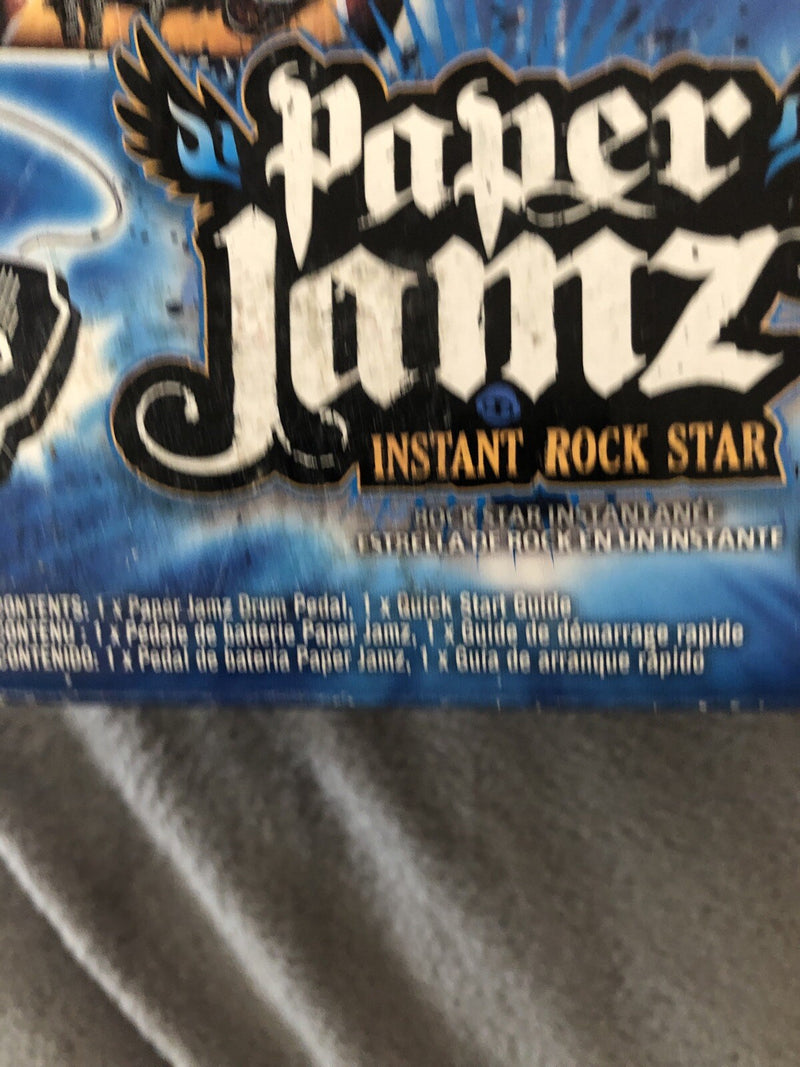 Paper
Jamz
INSTANT ROCK STAR
ROCK STAR INSTANTANÉE
ESTRELLA DE ROCK EN UN INSTANTE
CONTENTS: 1 x Paper Jamz Drum Pedal, 1 x Quick Start Guide
CONTENU : 1 x Pédale de batterie Paper Jamz, 1 x Guide de démarrage rapide
CONTENIDO: 1 x Pedal de batería Paper Jamz, 1 x Guía de arranque rápido